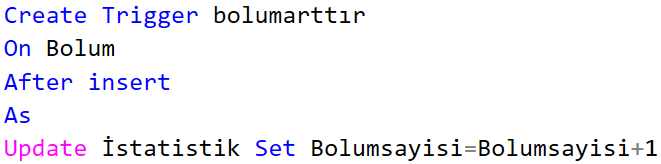 Create Trigger bolumarttır
On Bolum
After insert
As
Update İstatistik Set Bolumsayisi=Bolumsayisi+1